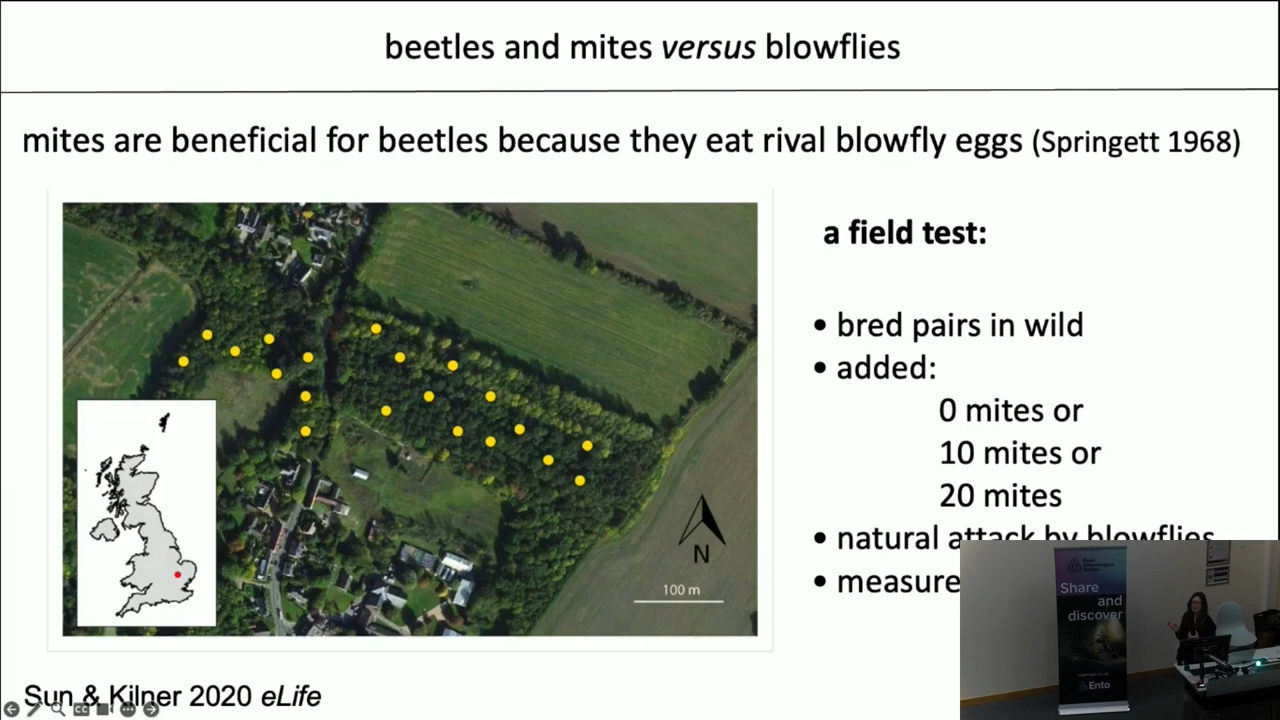 beetles and mites versus blowflies
mites are beneficial for beetles because they eat rival blowfly eggs (Springett 1968)
a field test:
• bred pairs in wild
• added:
0 mites or
10 mites or
20 mites
• natural attack by blowflies
• measure
N
100 m
Sun & Kilner 2020 eLife
Share
and
discover
Ento